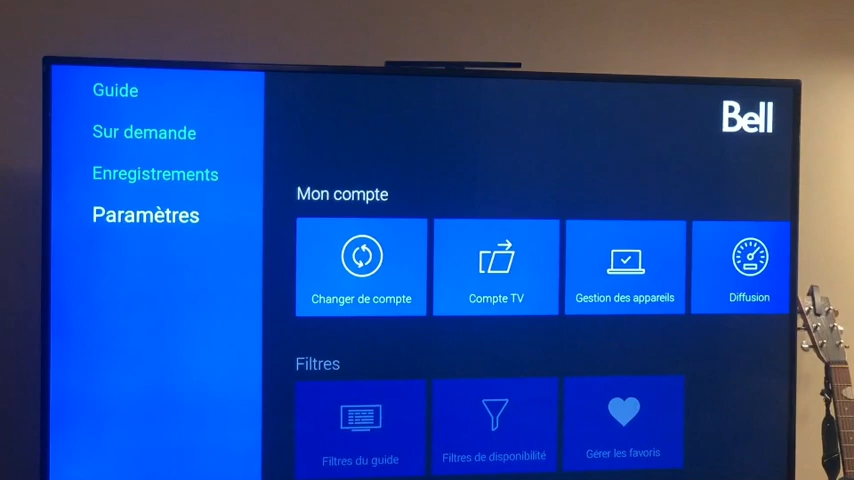 Guide
Sur demande
Enregistrements
Paramètres
Bell
Mon compte
Changer de compte
Compte TV
Gestion des appareils
Diffusion
Filtres
Filtres du guide
Filtres de disponibilité
Gérer les favoris